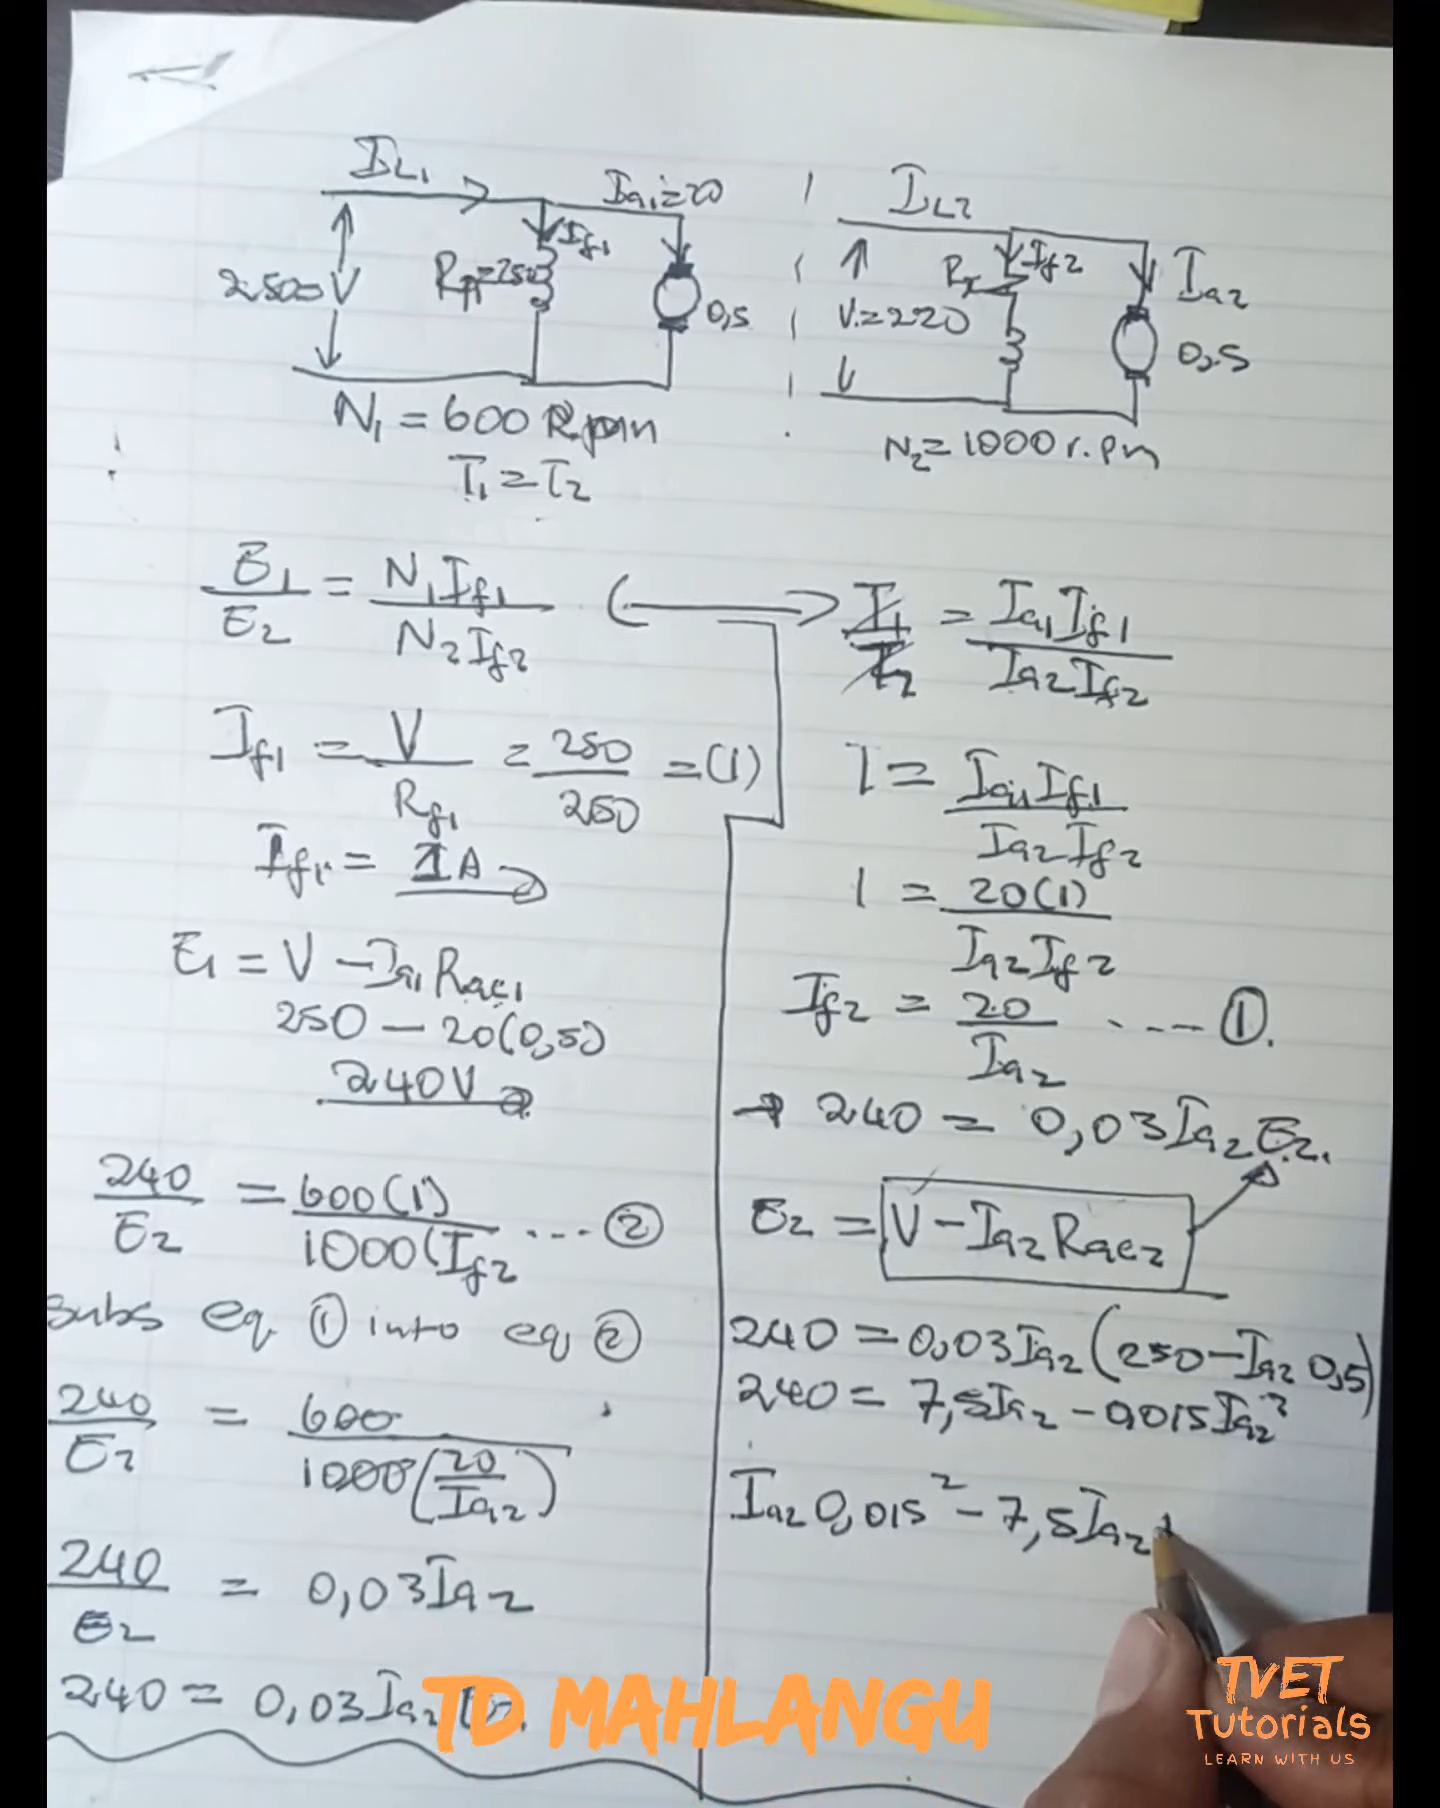 IL1
Ia1=20
If1
Rf1=250
250V
0,5
N1 = 600 Rpm
T1 = T2
IL2
If2
Rx
Ia2
V=220
0,5
N2=1000 r.pm
E1/E2 = N1If1/N2If2
If1 = V/Rf1 = 250/250 = (1)
If1 = 1A
E1 = V - Ia1Rac1
250 - 20(0,5)
240V
240/E2 = 600(1)/1000(If2 ... ②
subs eq ① into eq ②
240/E2 = 600/1000(20/Ia2)
240/E2 = 0,03Ia2
240 = 0,03Ia2
T1/T2 = Ia1If1/Ia2If2
1 = Ia1If1/Ia2If2
1 = 20(1)/Ia2If2
If2 = 20/Ia2 ... ①.
→ 240 = 0,03Ia2E2.
E2 = V - Ia2Rac2
240 = 0,03Ia2(250-Ia2 0,5)
240 = 7,5Ia2 - 0,015Ia2²
Ia2 0,015² - 7,5Ia2 +
TD MAHLANGU
TVET
Tutorials
LEARN WITH US